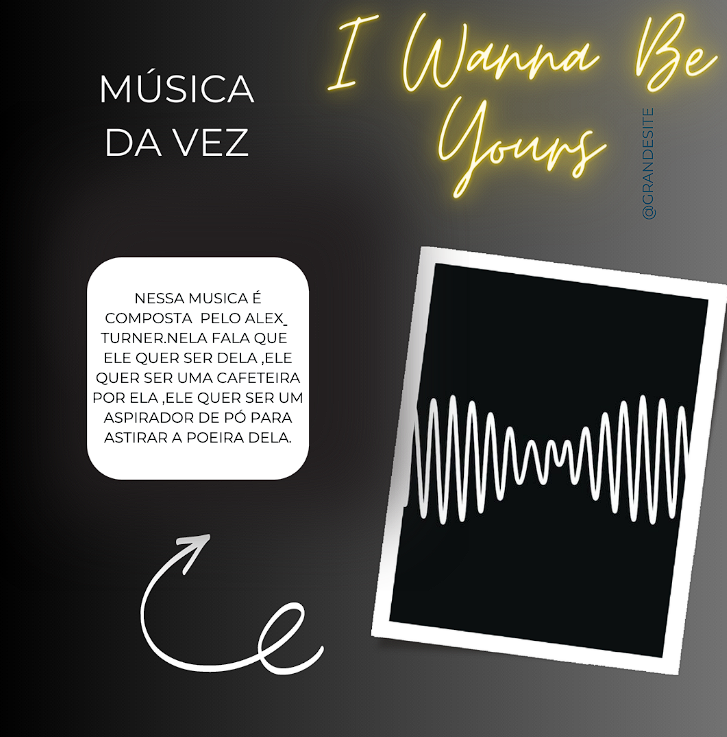 MÚSICA
DA VEZ
I Wanna Be
Yours
@GRANDESITE
NESSA MUSICA É
COMPOSTA PELO ALEX_
TURNER.NELA FALA QUE
ELE QUER SER DELA ,ELE
QUER SER UMA CAFETEIRA
POR ELA ,ELE QUER SER UM
ASPIRADOR DE PÓ PARA
ASTIRAR A POEIRA DELA.